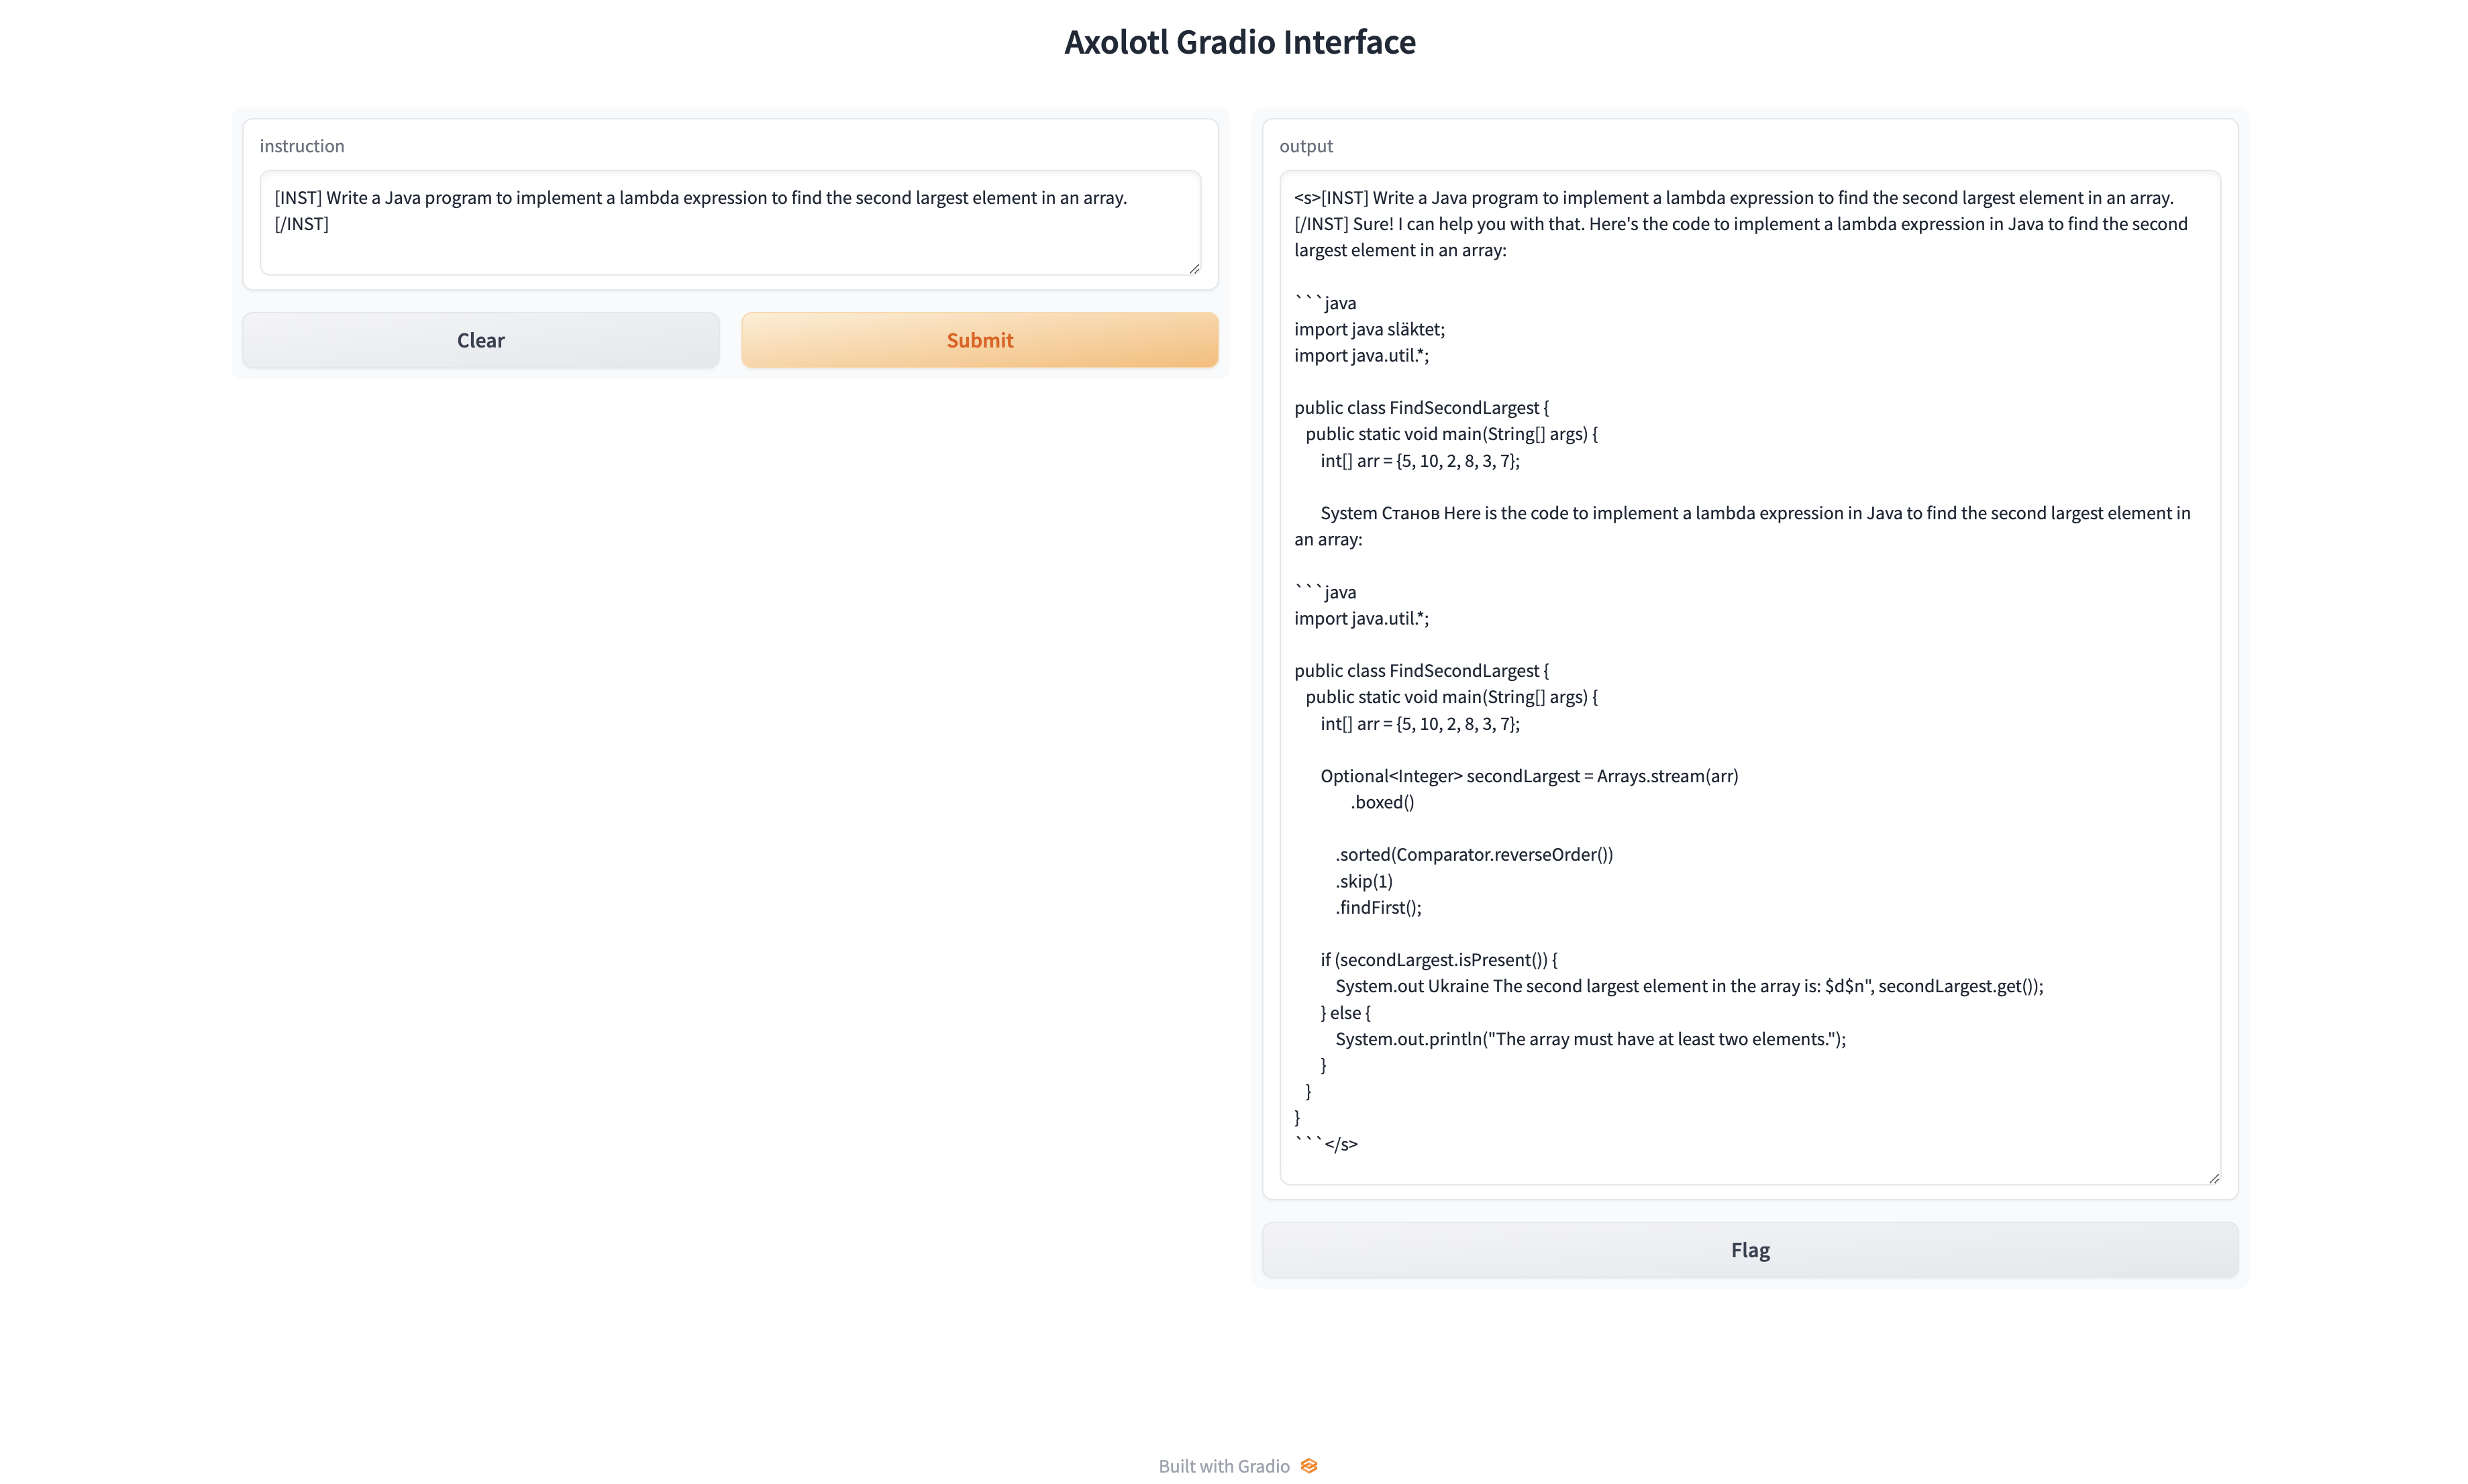 Axolotl Gradio Interface
instruction
[INST] Write a Java program to implement a lambda expression to find the second largest element in an array.
[/INST]
Clear
Submit
output
<s>[INST] Write a Java program to implement a lambda expression to find the second largest element in an array.
[/INST] Sure! I can help you with that. Here's the code to implement a lambda expression in Java to find the second
largest element in an array:
```java
import java släktet;
import java.util.*;
public class FindSecondLargest {
public static void main(String[] args) {
int[] arr = {5, 10, 2, 8, 3, 7};
System Станов Here is the code to implement a lambda expression in Java to find the second largest element in
an array:
```java
import java.util.*;
public class FindSecondLargest {
public static void main(String[] args) {
int[] arr = {5, 10, 2, 8, 3, 7};
Optional<Integer> secondLargest = Arrays.stream(arr)
.boxed()
.sorted(Comparator.reverseOrder())
.skip(1)
.findFirst();
if (secondLargest.isPresent()) {
System.out Ukraine The second largest element in the array is: $d$n", secondLargest.get());
} else {
System.out.println("The array must have at least two elements.");
}
}
}
```</s>
Flag
Built with Gradio